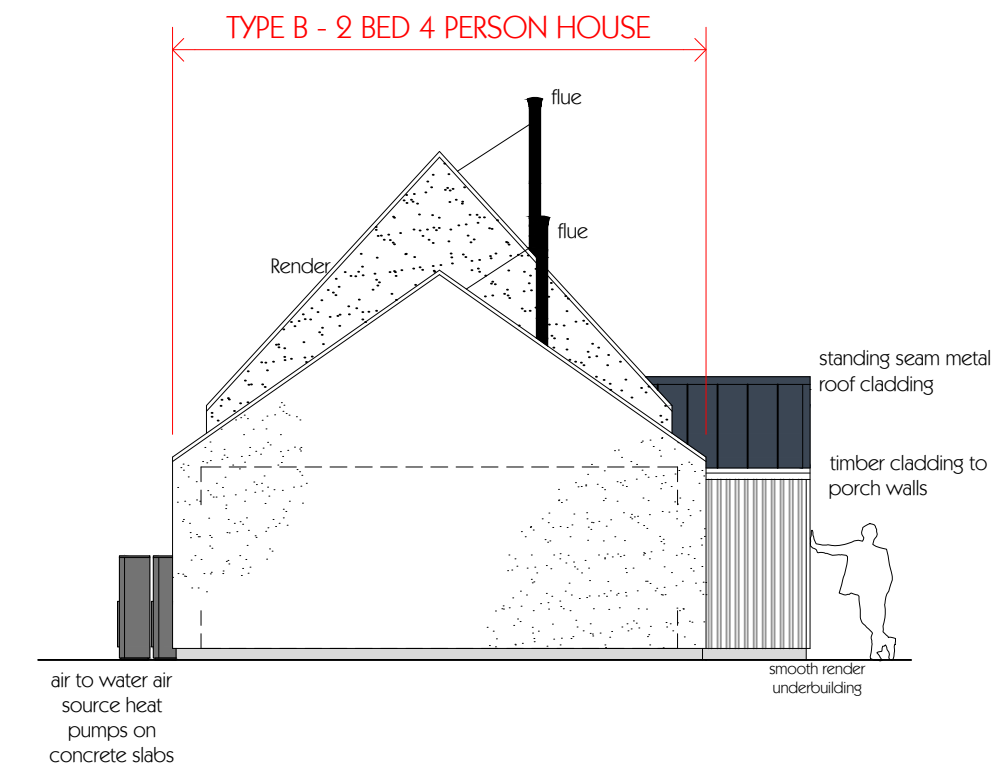 TYPE B - 2 BED 4 PERSON HOUSE
flue
flue
Render
standing seam metal
roof cladding
timber cladding to
porch walls
smooth render
underbuilding
air to water air
source heat
pumps on
concrete slabs